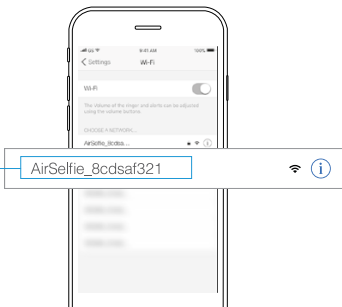 9:41 AM
100%
Settings
Wi-Fi
Wi-Fi
The volume of the ringer and alerts can be adjusted
using the volume buttons
CHOOSE A NETWORK...
AirSelfie_8cdsa...
AirSelfie_8cdsaf321